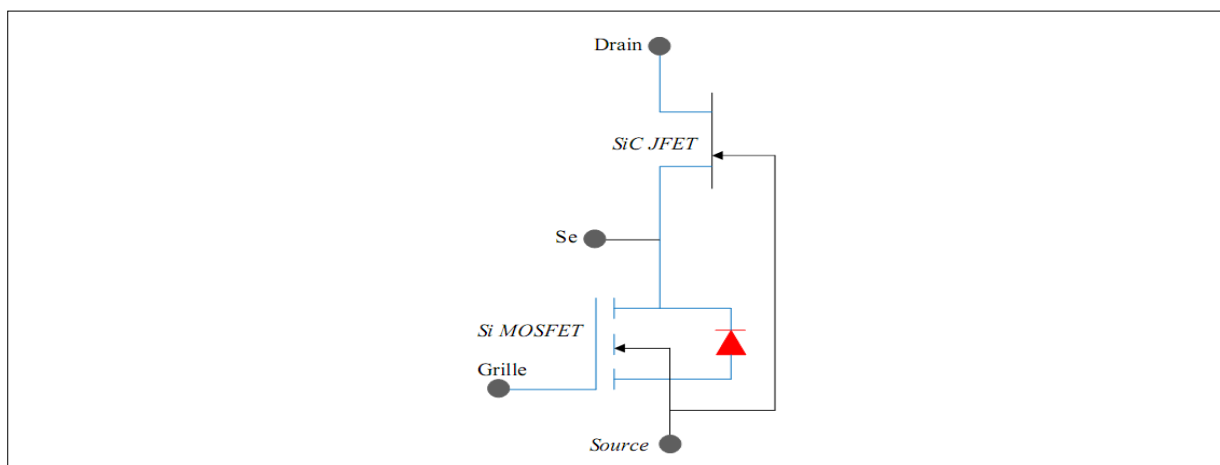 Drain
SiC JFET
Se
Si MOSFET
Grille
Source